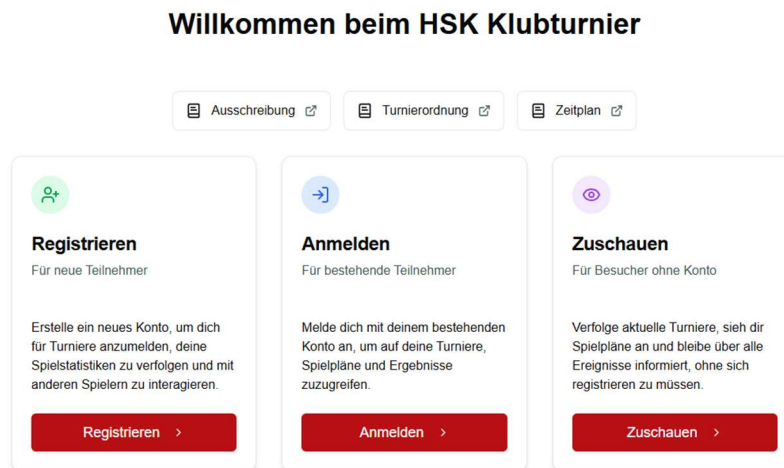 Willkommen beim HSK Klubturnier
Ausschreibung
Turnierordnung
Zeitplan
Registrieren
Für neue Teilnehmer
Erstelle ein neues Konto, um dich
für Turniere anzumelden, deine
Spielstatistiken zu verfolgen und mit
anderen Spielern zu interagieren.
Registrieren
Anmelden
Für bestehende Teilnehmer
Melde dich mit deinem bestehenden
Konto an, um auf deine Turniere,
Spielpläne und Ergebnisse
zuzugreifen.
Anmelden
Zuschauen
Für Besucher ohne Konto
Verfolge aktuelle Turniere, sieh dir
Spielpläne an und bleibe über alle
Ereignisse informiert, ohne sich
registrieren zu müssen.
Zuschauen